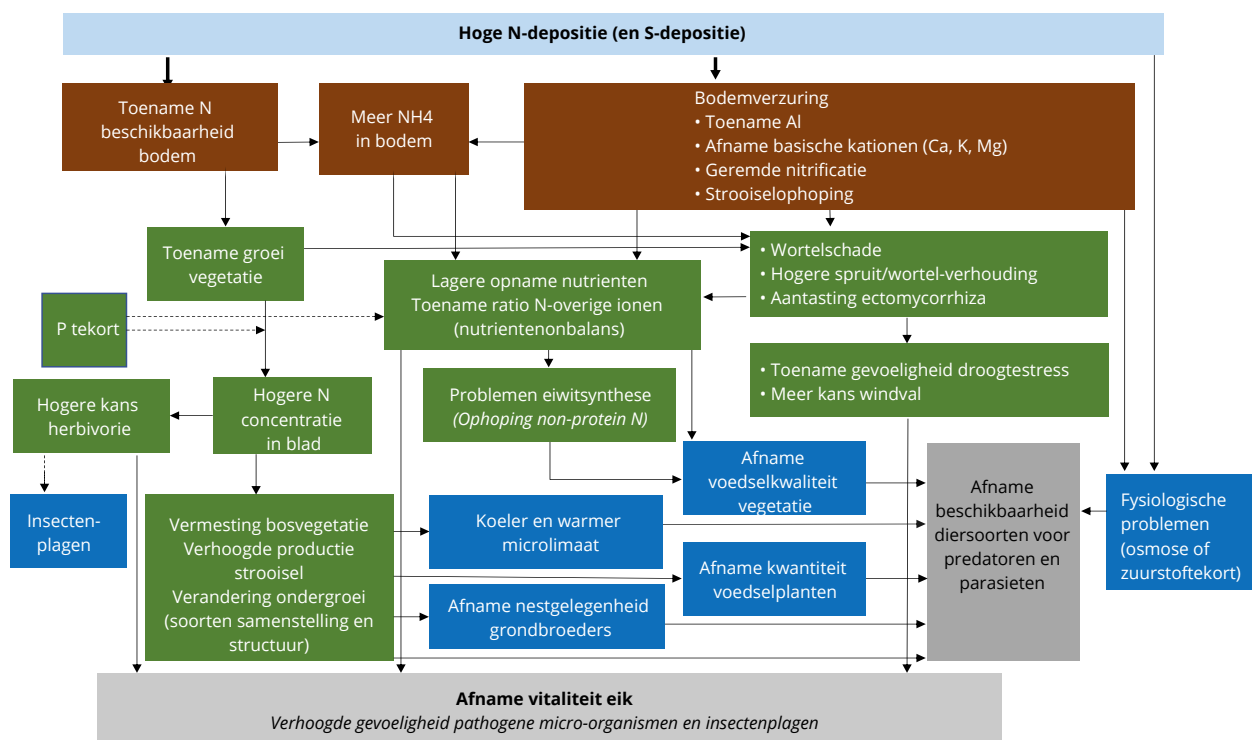 Hoge N-depositie (en S-depositie)
Toename N
beschikbaarheid
bodem
Meer NH4
in bodem
Bodemverzuring
• Toename Al
• Afname basische kationen (Ca, K, Mg)
• Geremde nitrificatie
• Strooiselophoping
Toename groei
vegetatie
Lagere opname nutrienten
Toename ratio N-overige ionen
(nutrientenonbalans)
• Wortelschade
• Hogere spruit/wortel-verhouding
• Aantasting ectomycorrhiza
P tekort
• Toename gevoeligheid droogtestress
• Meer kans windval
Hogere kans
herbivorie
Hogere N
concentratie
in blad
Problemen eiwitsynthese
(Ophoping non-protein N)
Afname
voedselkwaliteit
vegetatie
Afname
beschikbaarheid
diersoorten voor
predatoren en
parasieten
Fysiologische
problemen
(osmose of
zuurstoftekort)
Insecten-
plagen
Vermesting bosvegetatie
Verhoogde productie
strooisel
Verandering ondergroei
(soorten samenstelling en
structuur)
Koeler en warmer
microlimaat
Afname kwantiteit
voedselplanten
Afname nestgelegenheid
grondbroeders
Afname vitaliteit eik
Verhoogde gevoeligheid pathogene micro-organismen en insectenplagen